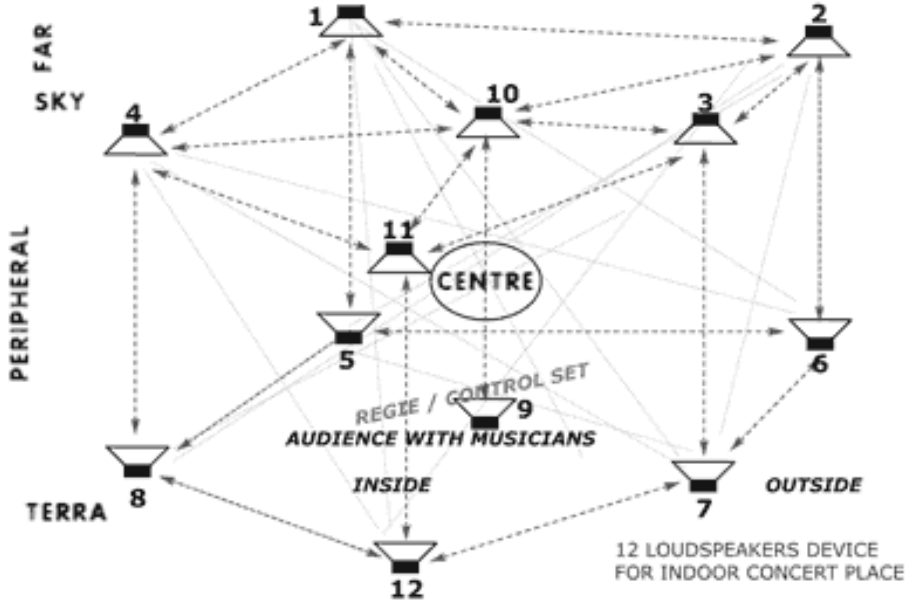 1
2
FAR
SKY
4
10
3
PERIPHERAL
11
CENTRE
5
6
REGIE / CONTROL SET
9
AUDIENCE WITH MUSICIANS
8
INSIDE
7
OUTSIDE
TERRA
12
12 LOUDSPEAKERS DEVICE
FOR INDOOR CONCERT PLACE